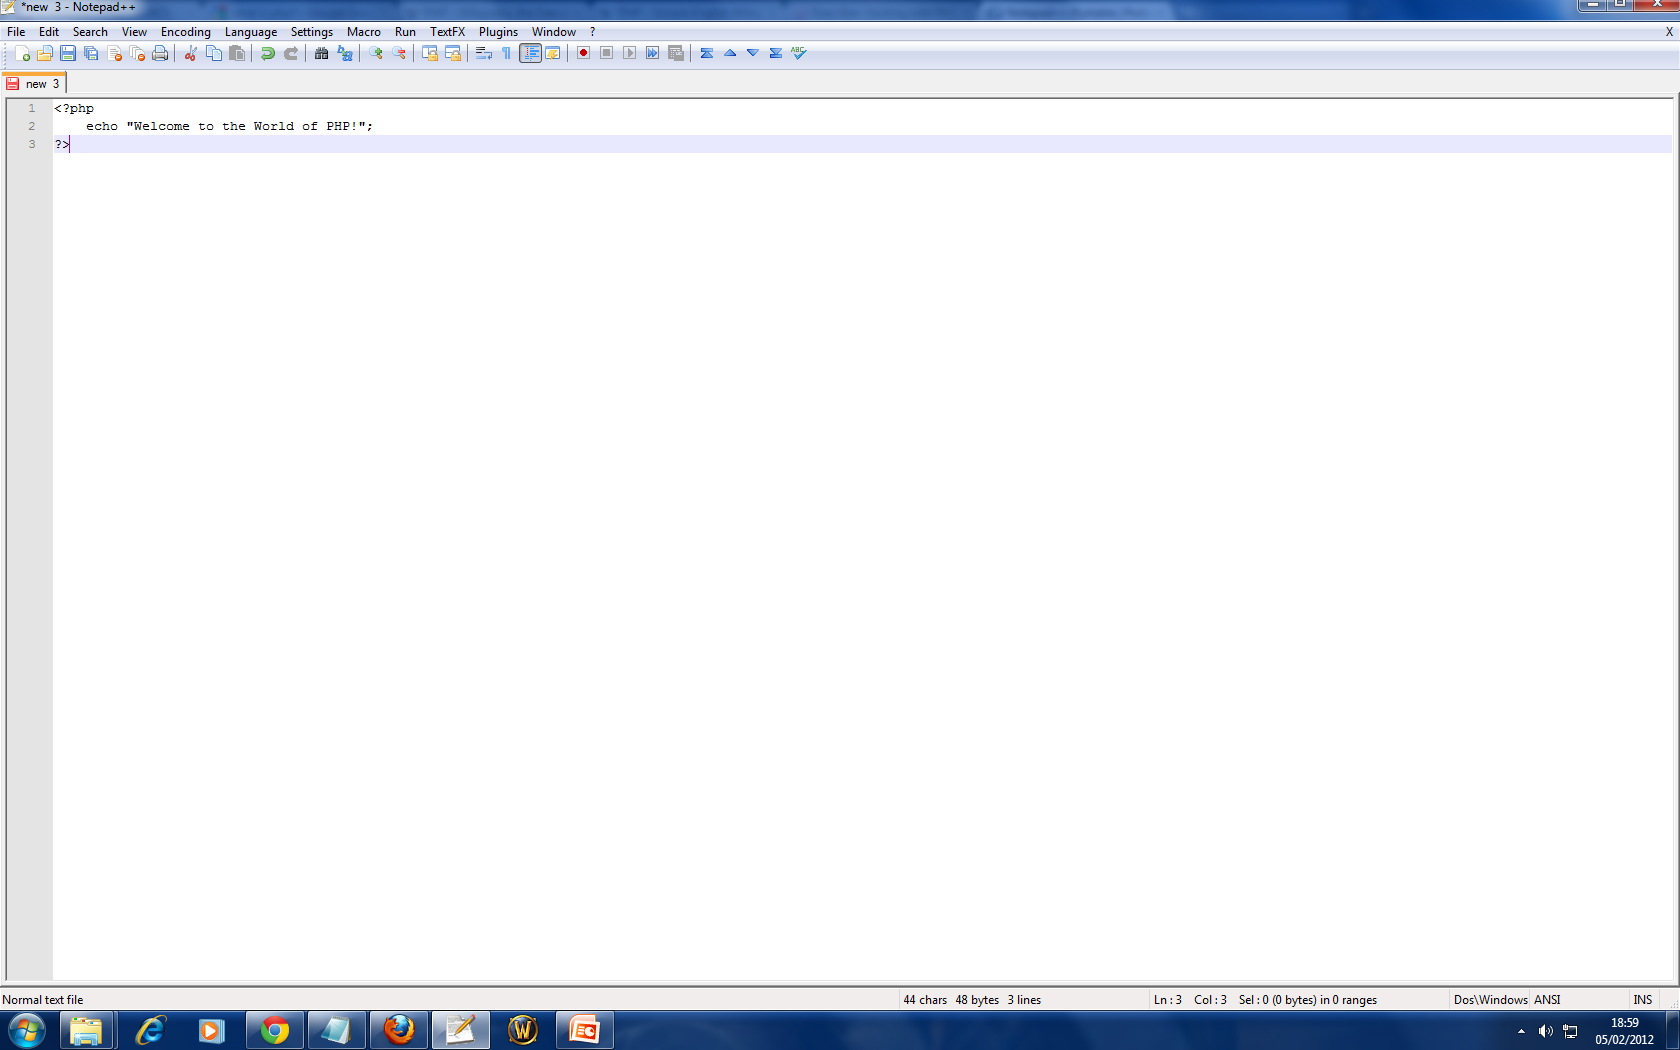 *new  3 - Notepad++
File Edit Search View Encoding Language Settings Macro Run TextFX Plugins Window ? X
new  3
1 <?php
2     echo "Welcome to the World of PHP!";
3 ?>
Normal text file 44 chars 48 bytes 3 lines Ln : 3 Col : 3 Sel : 0 (0 bytes) in 0 ranges Dos\Windows ANSI INS
18:59
05/02/2012